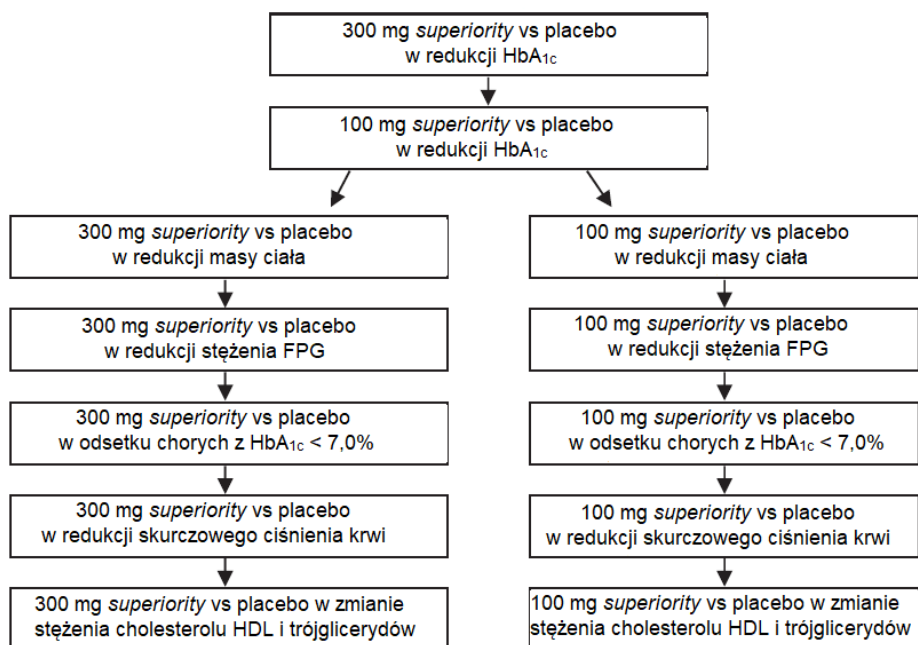 300 mg superiority vs placebo
w redukcji HbA1c
100 mg superiority vs placebo
w redukcji HbA1c
300 mg superiority vs placebo
w redukcji masy ciała
300 mg superiority vs placebo
w redukcji stężenia FPG
300 mg superiority vs placebo
w odsetku chorych z HbA1c < 7,0%
300 mg superiority vs placebo
w redukcji skurczowego ciśnienia krwi
300 mg superiority vs placebo w zmianie
stężenia cholesterolu HDL i trójglicerydów
100 mg superiority vs placebo
w redukcji masy ciała
100 mg superiority vs placebo
w redukcji stężenia FPG
100 mg superiority vs placebo
w odsetku chorych z HbA1c < 7,0%
100 mg superiority vs placebo
w redukcji skurczowego ciśnienia krwi
100 mg superiority vs placebo w zmianie
stężenia cholesterolu HDL i trójglicerydów